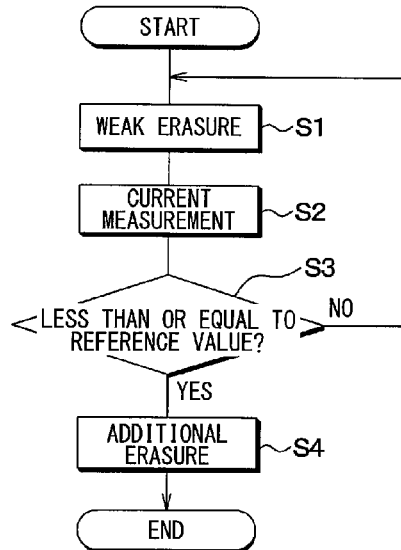 START
WEAK ERASURE
S1
CURRENT
MEASUREMENT
S2
S3
LESS THAN OR EQUAL TO
REFERENCE VALUE?
NO
YES
ADDITIONAL
ERASURE
S4
END